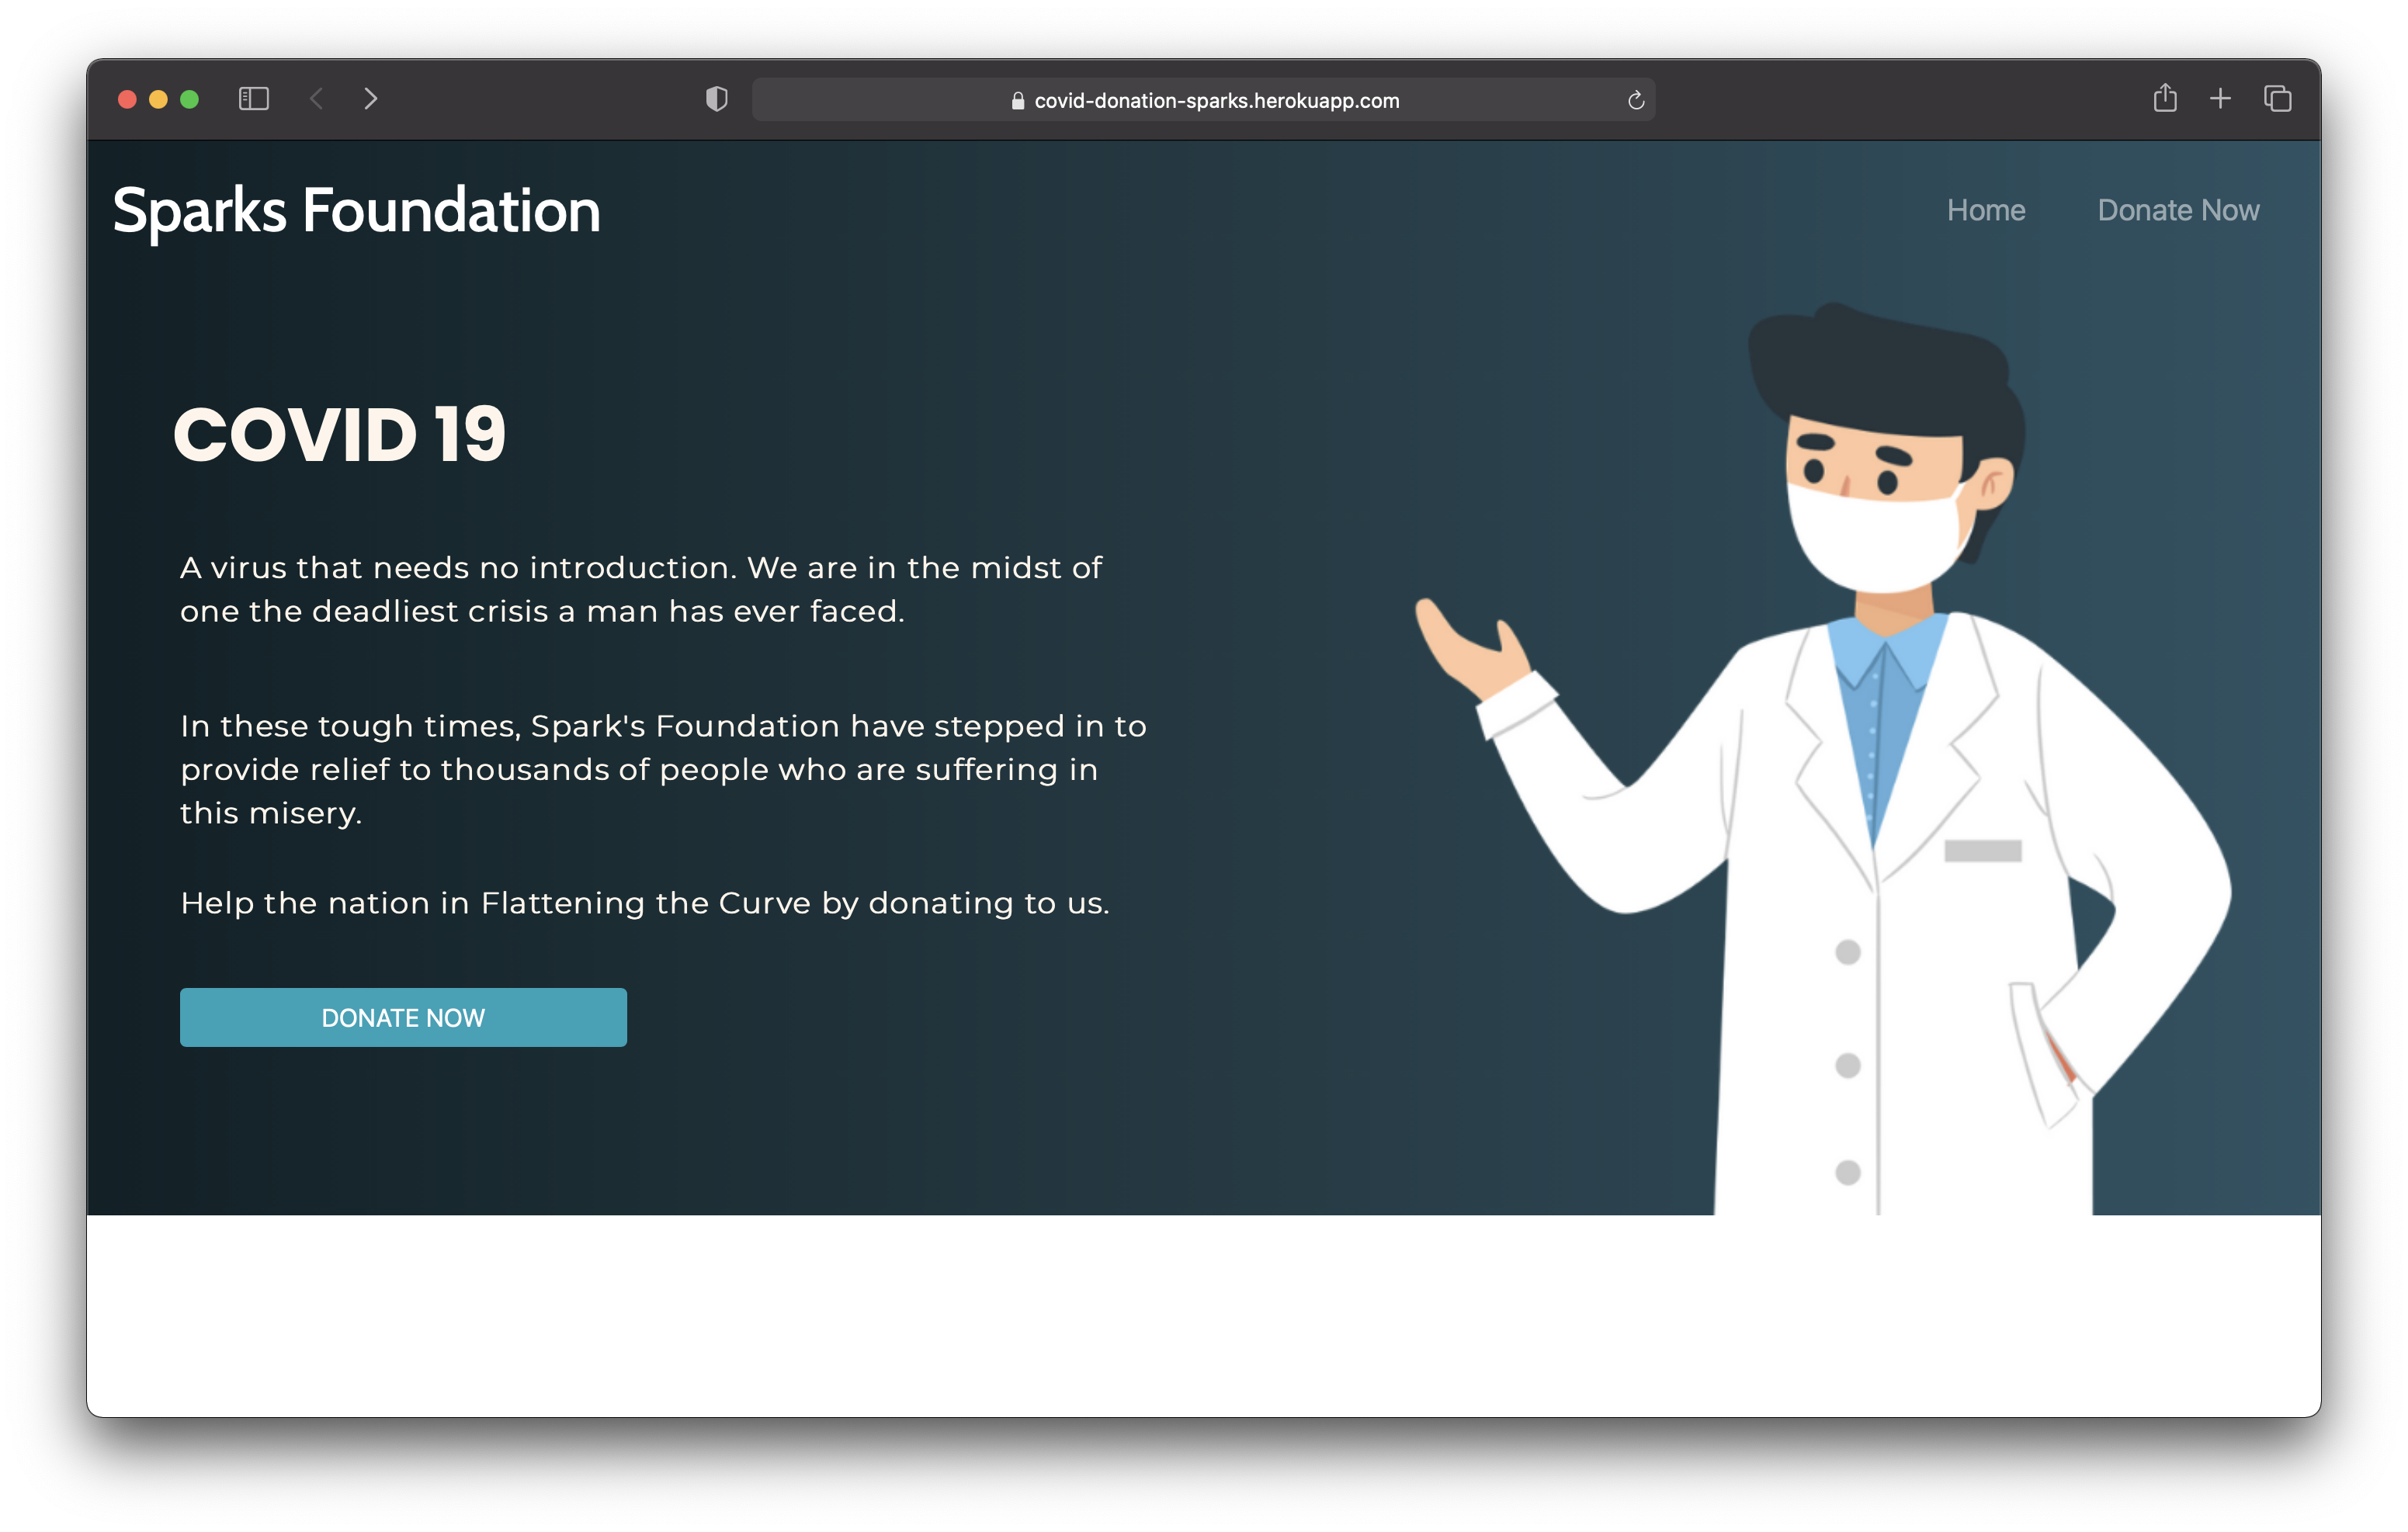 covid-donation-sparks.herokuapp.com
Sparks Foundation
Home
Donate Now
COVID 19
A virus that needs no introduction. We are in the midst of
one the deadliest crisis a man has ever faced.
In these tough times, Spark's Foundation have stepped in to
provide relief to thousands of people who are suffering in
this misery.
Help the nation in Flattening the Curve by donating to us.
DONATE NOW